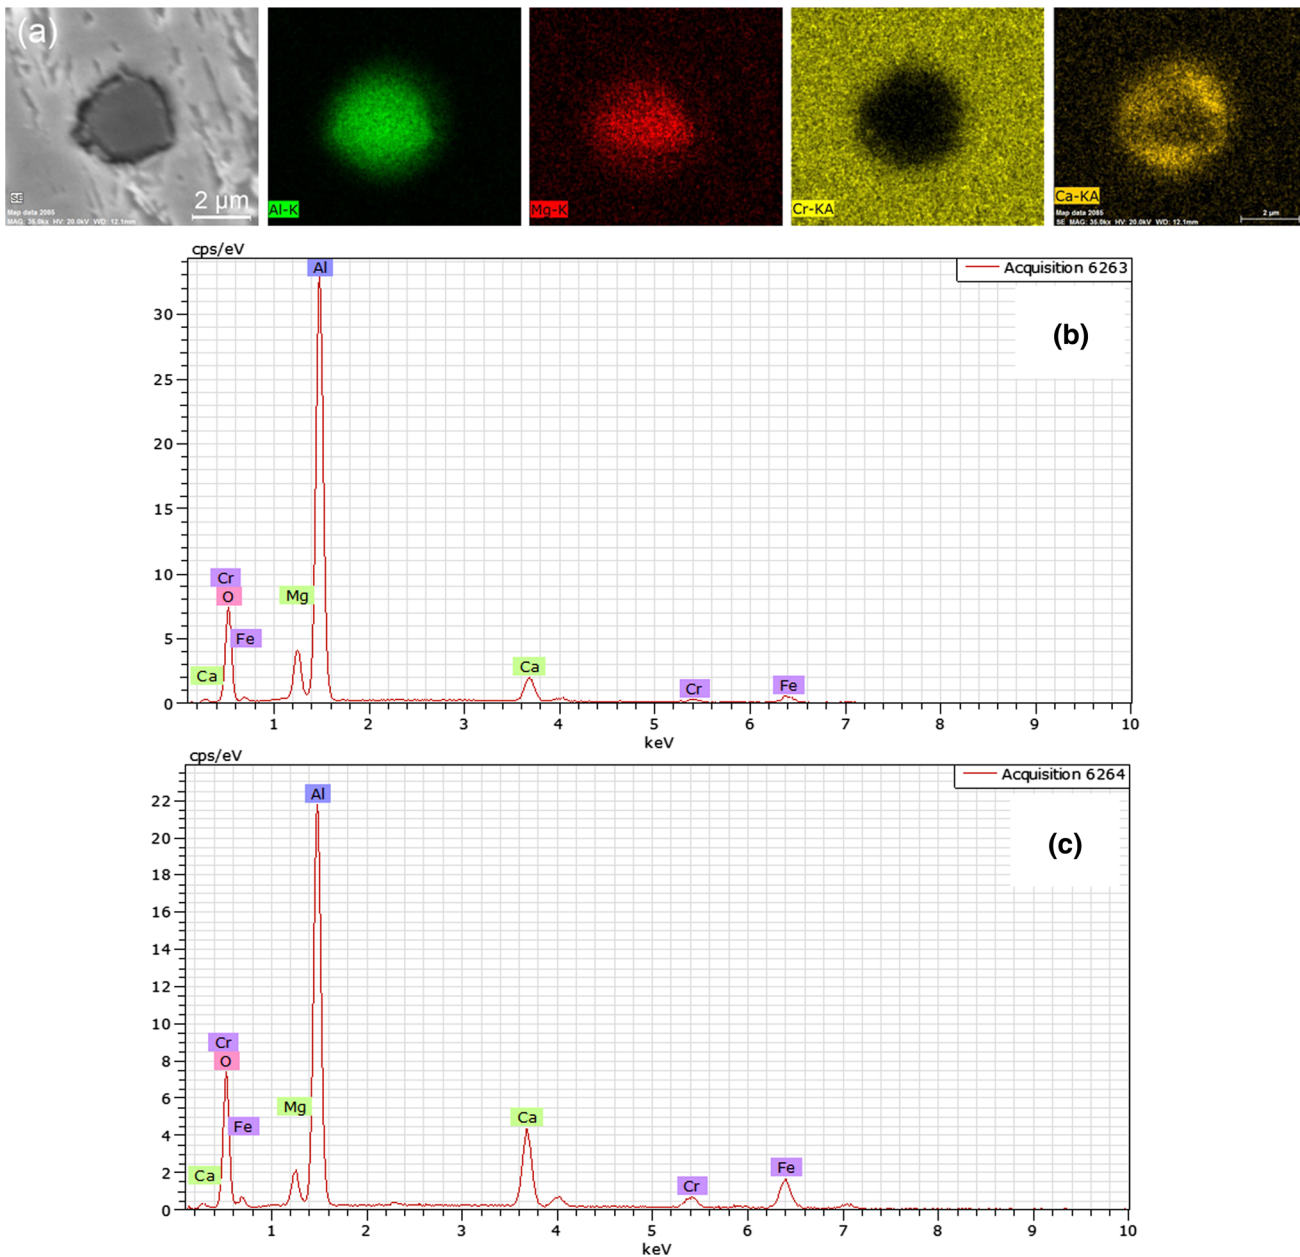 (a)
SE
Map data 2085
MAG: 35.0kx HV: 20.0kV WD: 12.1mm
2 µm
Al-K
Mg-K
Cr-KA
Ca-KA
Map data 2085
SE MAG: 35.0kx HV: 20.0kV WD: 12.1mm
2 µm
cps/eV
Acquisition 6263
(b)
Al
30
25
20
15
10
5
0
Cr
O
Fe
Ca
Mg
Ca
Cr
Fe
1 2 3 4 5 6 7 8 9 10
keV
cps/eV
Acquisition 6264
(c)
Al
22
20
18
16
14
12
10
8
6
4
2
0
Cr
O
Fe
Ca
Mg
Ca
Cr
Fe
1 2 3 4 5 6 7 8 9 10
keV